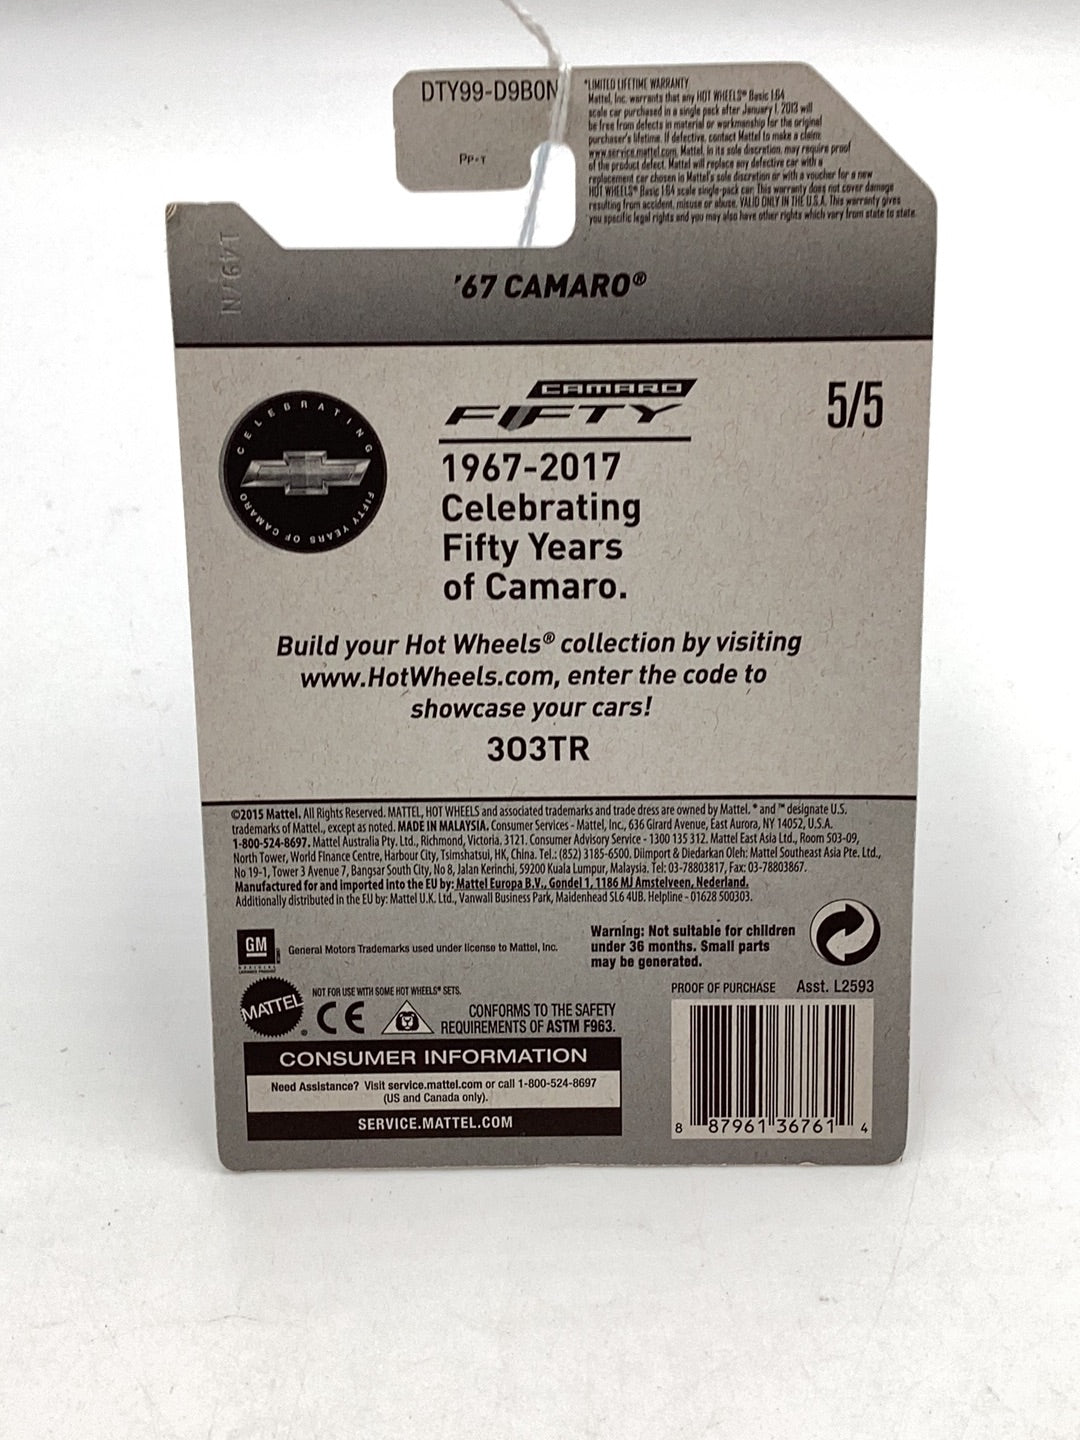 DTY99-D9B0N
Pp-T
*LIMITED LIFETIME WARRANTY
Mattel, Inc. warrants that any HOT WHEELS® Basic 1:64
scale car purchased in a single pack after January 1, 2013 will
be free from defects in material or workmanship for the original
purchaser's lifetime. If defective, contact Mattel to make a claim:
www.service.mattel.com. Mattel, in its sole discretion, may require proof
of the product defect. Mattel will replace any defective car with a
replacement car chosen in Mattel's sole discretion or with a voucher for a new
HOT WHEELS® Basic 1:64 scale single-pack car. This warranty does not cover damage
resulting from accident, misuse or abuse. VALID ONLY IN THE U.S.A. This warranty gives
you specific legal rights and you may also have other rights which vary from state to state.
'67 CAMARO®
CELEBRATING
FIFTY YEARS OF CAMARO
CAMARO
FIFTY
5/5
1967-2017
Celebrating
Fifty Years
of Camaro.
Build your Hot Wheels® collection by visiting
www.HotWheels.com, enter the code to
showcase your cars!
303TR
©2015 Mattel. All Rights Reserved. MATTEL, HOT WHEELS and associated trademarks and trade dress are owned by Mattel. ® and ™ designate U.S.
trademarks of Mattel., except as noted. MADE IN MALAYSIA. Consumer Services - Mattel, Inc., 636 Girard Avenue, East Aurora, NY 14052, U.S.A.
1-800-524-8697. Mattel Australia Pty. Ltd., Richmond, Victoria. 3121. Consumer Advisory Service - 1300 135 312. Mattel East Asia Ltd., Room 503-09,
North Tower, World Finance Centre, Harbour City, Tsimshatsui, HK, China. Tel.: (852) 3185-6500. Diimport & Diedarkan Oleh: Mattel Southeast Asia Pte. Ltd.,
No 19-1, Tower 3 Avenue 7, Bangsar South City, No 8, Jalan Kerinchi, 59200 Kuala Lumpur, Malaysia. Tel: 03-78803817, Fax: 03-78803867.
Manufactured for and imported into the EU by: Mattel Europa B.V., Gondel 1, 1186 MJ Amstelveen, Nederland.
Additionally distributed in the EU by: Mattel U.K. Ltd., Vanwall Business Park, Maidenhead SL6 4UB. Helpline - 01628 500303.
GM
General Motors Trademarks used under license to Mattel, Inc.
Warning: Not suitable for children
under 36 months. Small parts
may be generated.
MATTEL
NOT FOR USE WITH SOME HOT WHEELS® SETS.
CE
CONFORMS TO THE SAFETY
REQUIREMENTS OF ASTM F963.
PROOF OF PURCHASE Asst. L2593
CONSUMER INFORMATION
Need Assistance? Visit service.mattel.com or call 1-800-524-8697
(US and Canada only).
SERVICE.MATTEL.COM
8 87961 36761 4